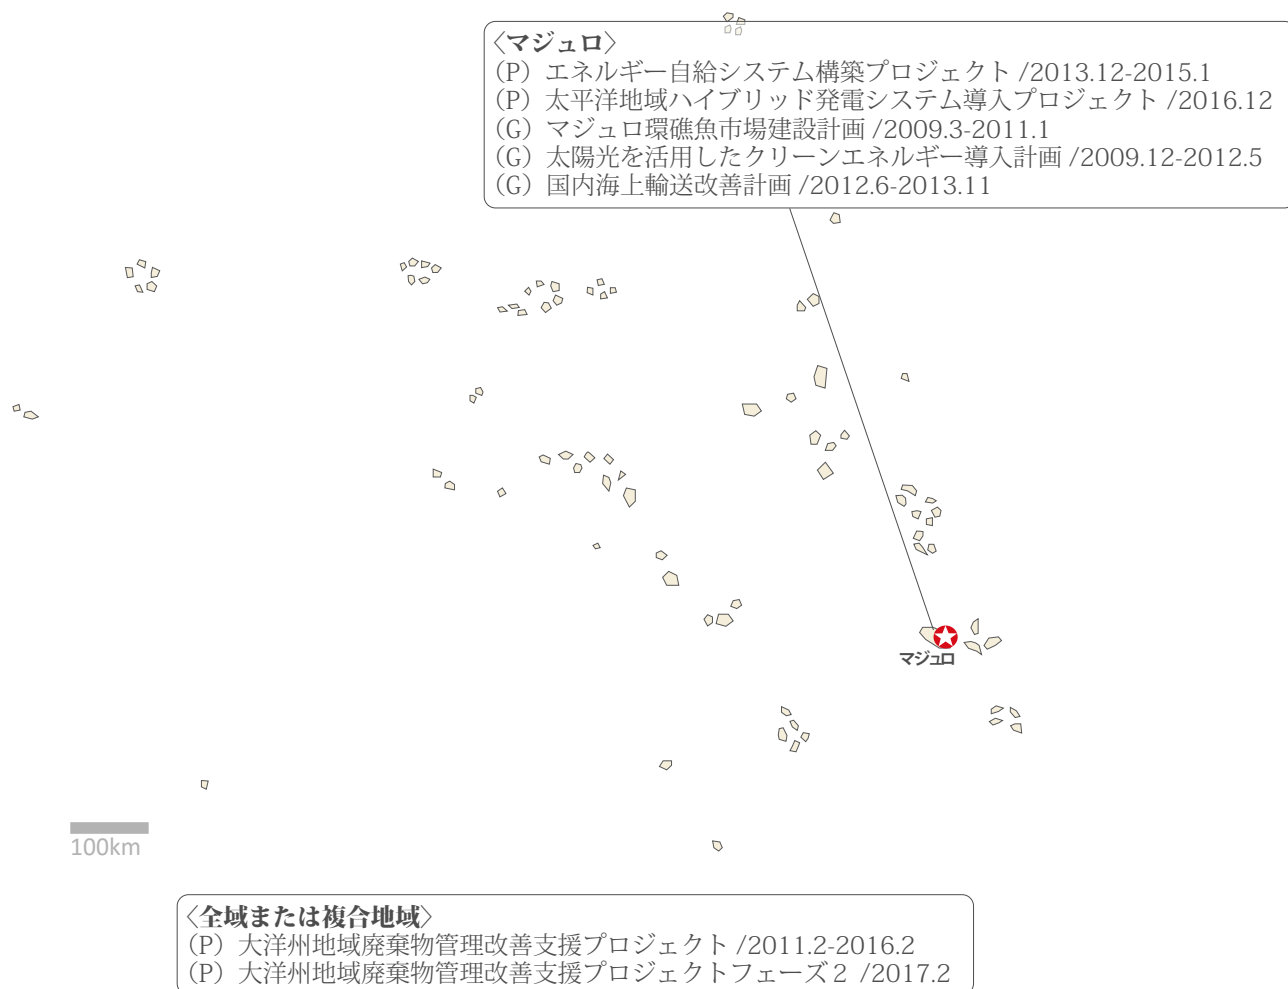 〈マジュロ〉
（P）エネルギー自給システム構築プロジェクト /2013.12-2015.1
（P）太平洋地域ハイブリッド発電システム導入プロジェクト /2016.12
（G）マジュロ環礁魚市場建設計画 /2009.3-2011.1
（G）太陽光を活用したクリーンエネルギー導入計画 /2009.12-2012.5
（G）国内海上輸送改善計画 /2012.6-2013.11
マジュロ
100km
〈全域または複合地域〉
（P）大洋州地域廃棄物管理改善支援プロジェクト /2011.2-2016.2
（P）大洋州地域廃棄物管理改善支援プロジェクトフェーズ２ /2017.2